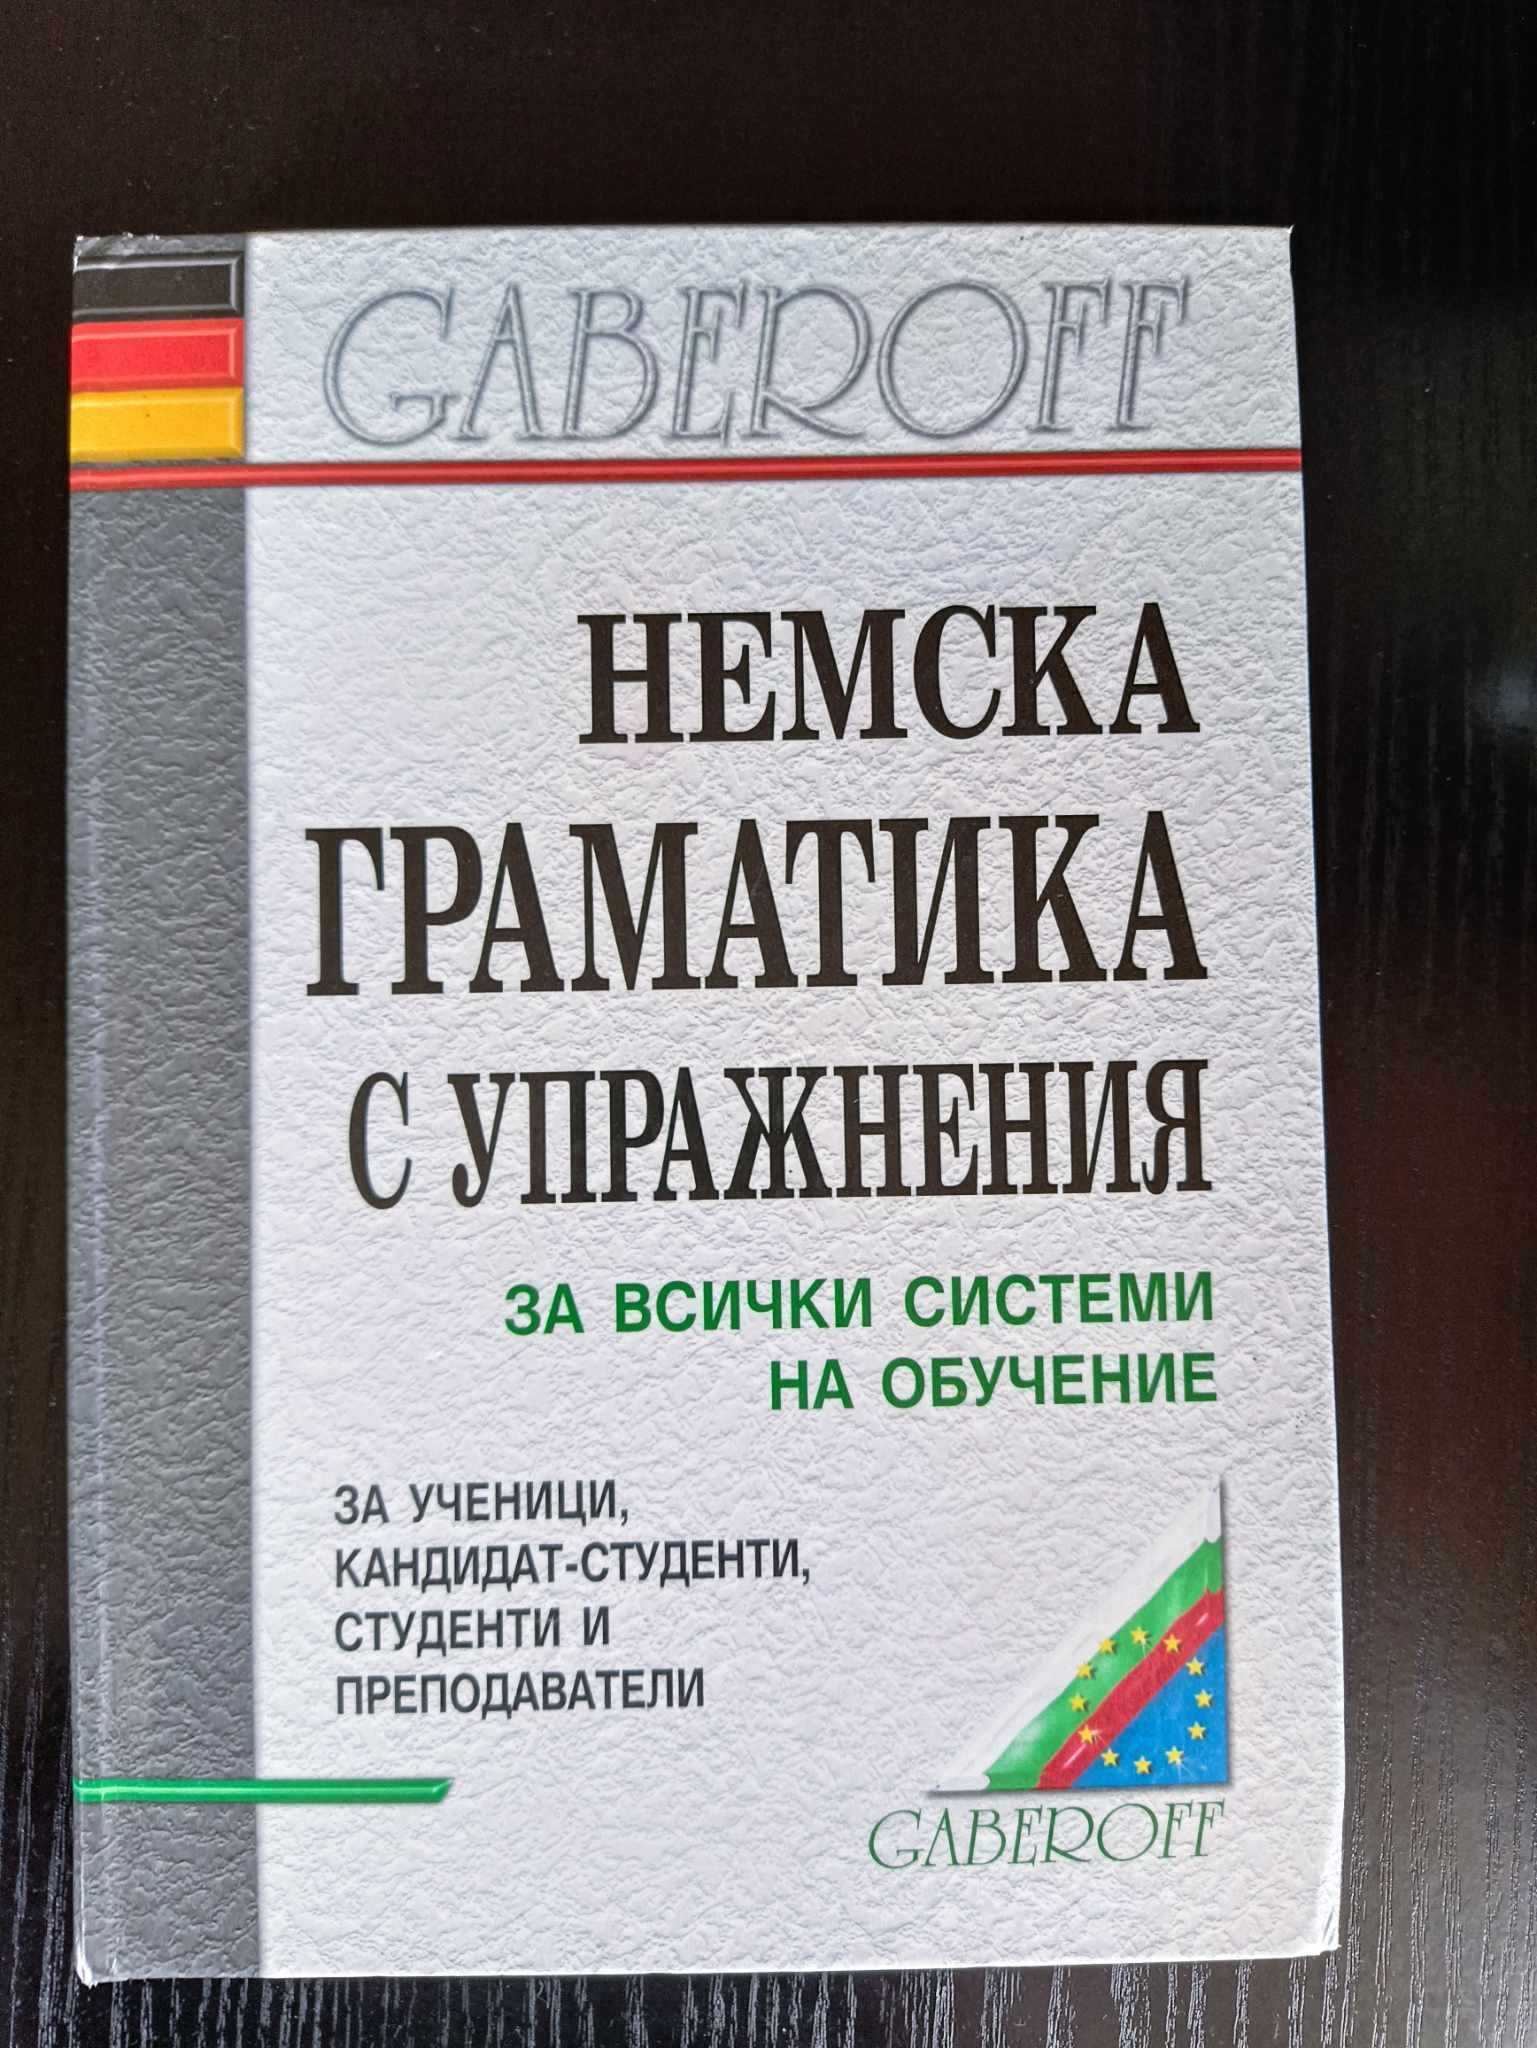 GABEROFF
НЕМСКА
ГРАМАТИКА
С УПРАЖНЕНИЯ
ЗА ВСИЧКИ СИСТЕМИ
НА ОБУЧЕНИЕ
ЗА УЧЕНИЦИ,
КАНДИДАТ-СТУДЕНТИ,
СТУДЕНТИ И
ПРЕПОДАВАТЕЛИ
GABEROFF